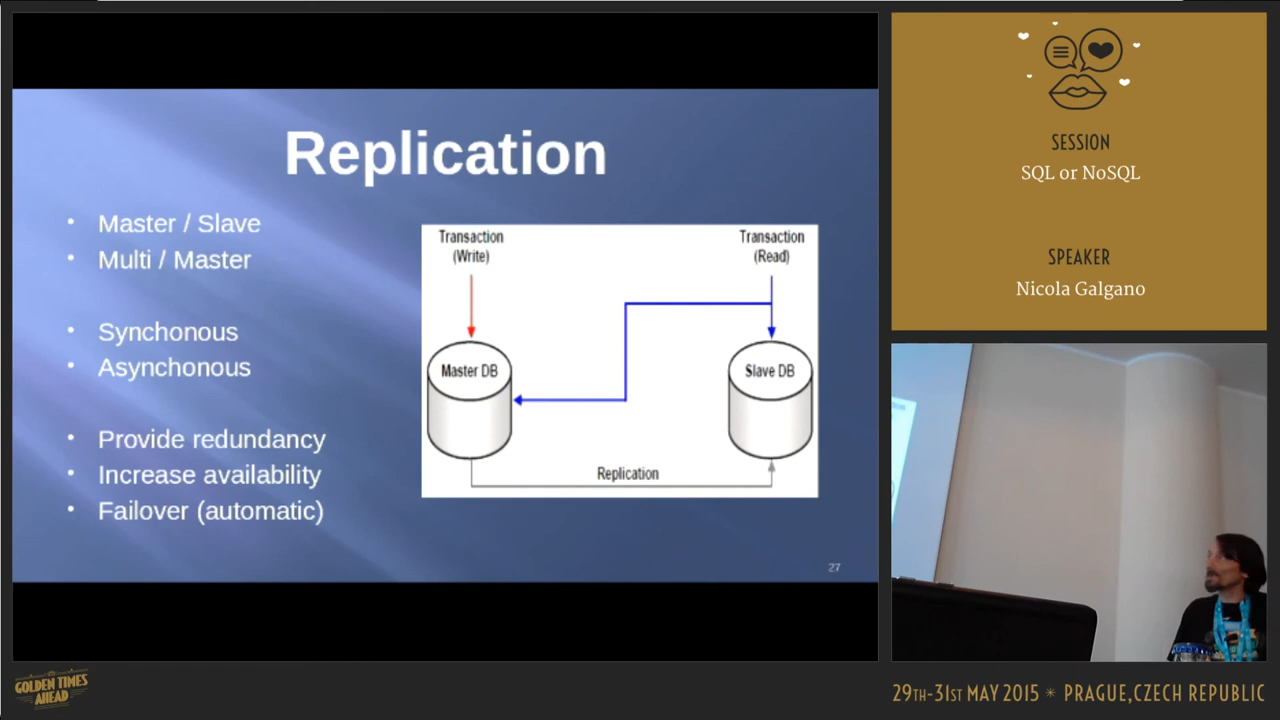 Replication
• Master / Slave
• Multi / Master
• Synchonous
• Asynchonous
• Provide redundancy
• Increase availability
• Failover (automatic)
Transaction
(Write)
Transaction
(Read)
Master DB
Slave DB
Replication
27
SESSION
SQL or NoSQL
SPEAKER
Nicola Galgano
GOLDEN TIMES
AHEAD
29TH-31ST MAY 2015 * PRAGUE, CZECH REPUBLIC